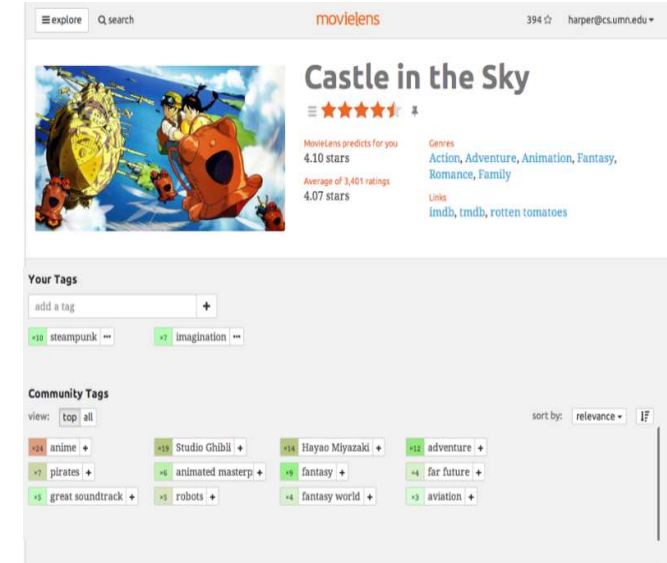 explore search movielens 394 harper@cs.umn.edu
Castle in the Sky
MovieLens predicts for you
4.10 stars
Average of 3,401 ratings
4.07 stars
Genres
Action, Adventure, Animation, Fantasy,
Romance, Family
Links
imdb, tmdb, rotten tomatoes
Your Tags
add a tag +
×10 steampunk ••• ×7 imagination •••
Community Tags
view: top all sort by: relevance
×24 anime + ×19 Studio Ghibli + ×14 Hayao Miyazaki + ×12 adventure +
×7 pirates + ×6 animated masterp + ×9 fantasy + ×4 far future +
×5 great soundtrack + ×5 robots + ×4 fantasy world + ×3 aviation +